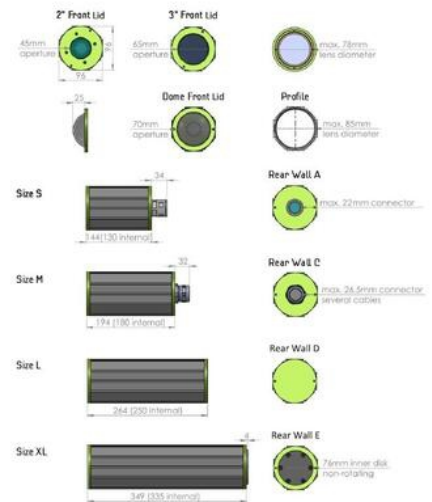 2" Front Lid
3" Front Lid
45mm
aperture
96
96
65mm
aperture
max. 78mm
lens diameter
25
Dome Front Lid
Profile
70mm
aperture
max. 85mm
lens diameter
Size S
34
144(130 internal)
Rear Wall A
max. 22mm connector
Size M
32
194 (180 internal)
Rear Wall C
max. 26.5mm connector
several cables
Size L
264 (250 internal)
Rear Wall D
Size XL
4
349 (335 internal)
Rear Wall E
76mm inner disk
non-rotating